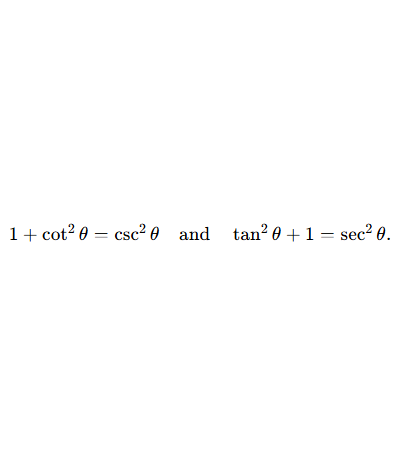 1 + cot² θ = csc² θ and tan² θ + 1 = sec² θ.